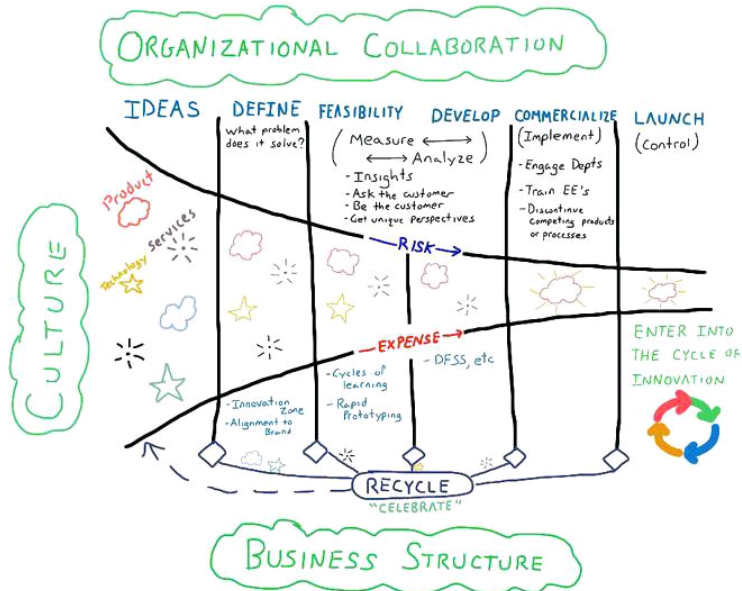 ORGANIZATIONAL COLLABORATION
IDEAS
DEFINE
FEASIBILITY
DEVELOP
COMMERCIALIZE
LAUNCH
What problem
does it solve?
(Measure
Analyze)
- Insights
- Ask the customer
- Be the customer
- Get unique perspectives
(Implement)
- Engage Depts
- Train EE's
- Discontinue
competing products
or processes
(Control)
Product
Services
Technology
CULTURE
RISK
EXPENSE
- Innovation
Zone
- Alignment to
Brand
- Cycles of
learning
- Rapid
Prototyping
- DFSS, etc
ENTER INTO
THE CYCLE OF
INNOVATION
RECYCLE
"CELEBRATE"
BUSINESS STRUCTURE